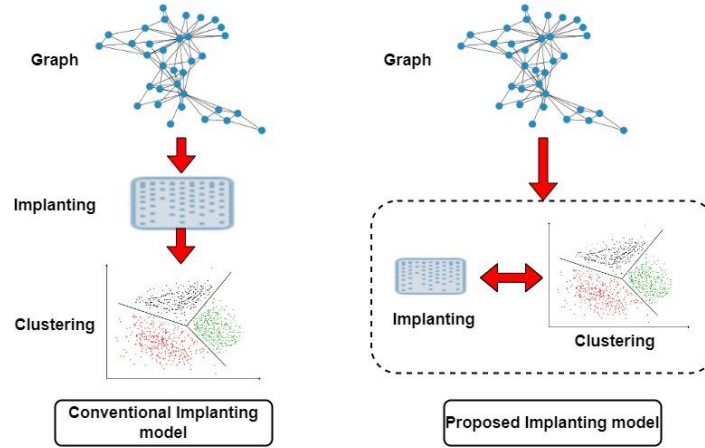 Graph
Implanting
Clustering
Conventional Implanting
model
Graph
Implanting
Clustering
Proposed Implanting model